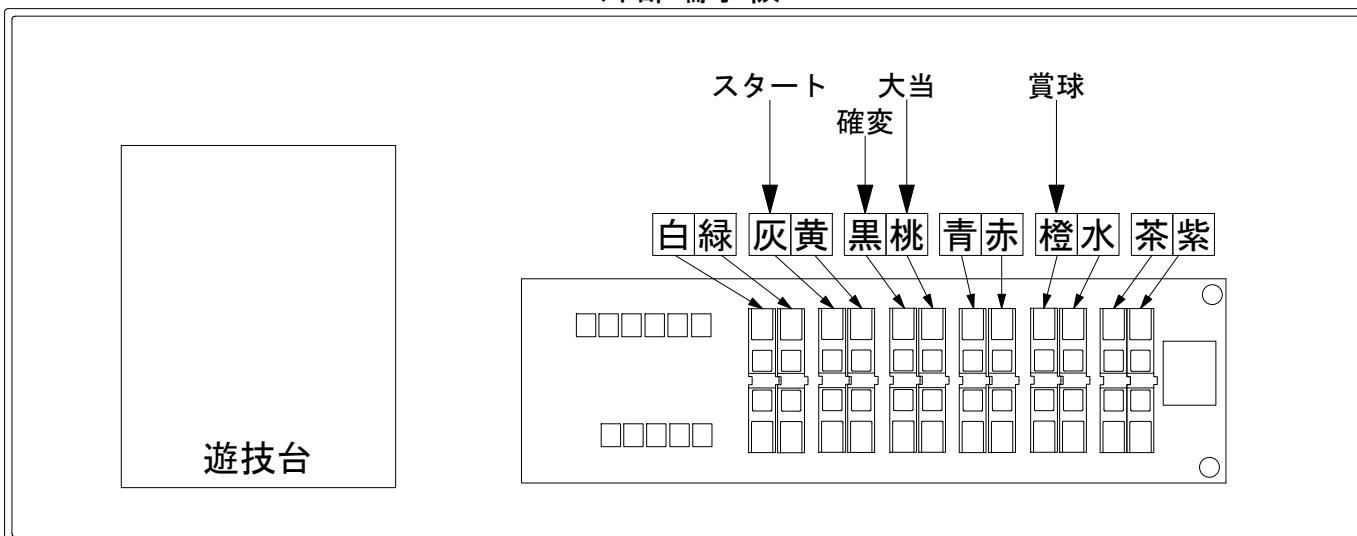 スタート 大当 賞球
確変
白緑 灰黄 黒桃 青赤 橙水 茶紫
遊技台